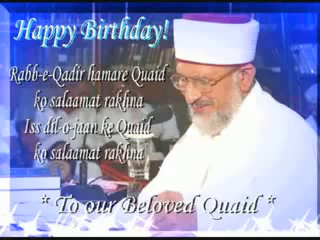 Happy Birthday!
Rabb-e-Qadir hamare Quaid
ko salaamat rakhna
Iss dil-o-jaan ke Quaid
ko salaamat rakhna
* To our Beloved Quaid *